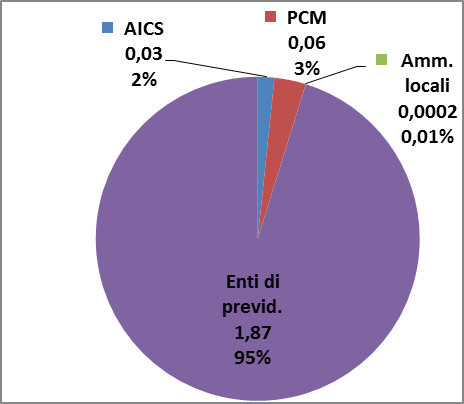 AICS
0,03
2%
PCM
0,06
3%
Amm.
locali
0,0002
0,01%
Enti di
previd.
1,87
95%